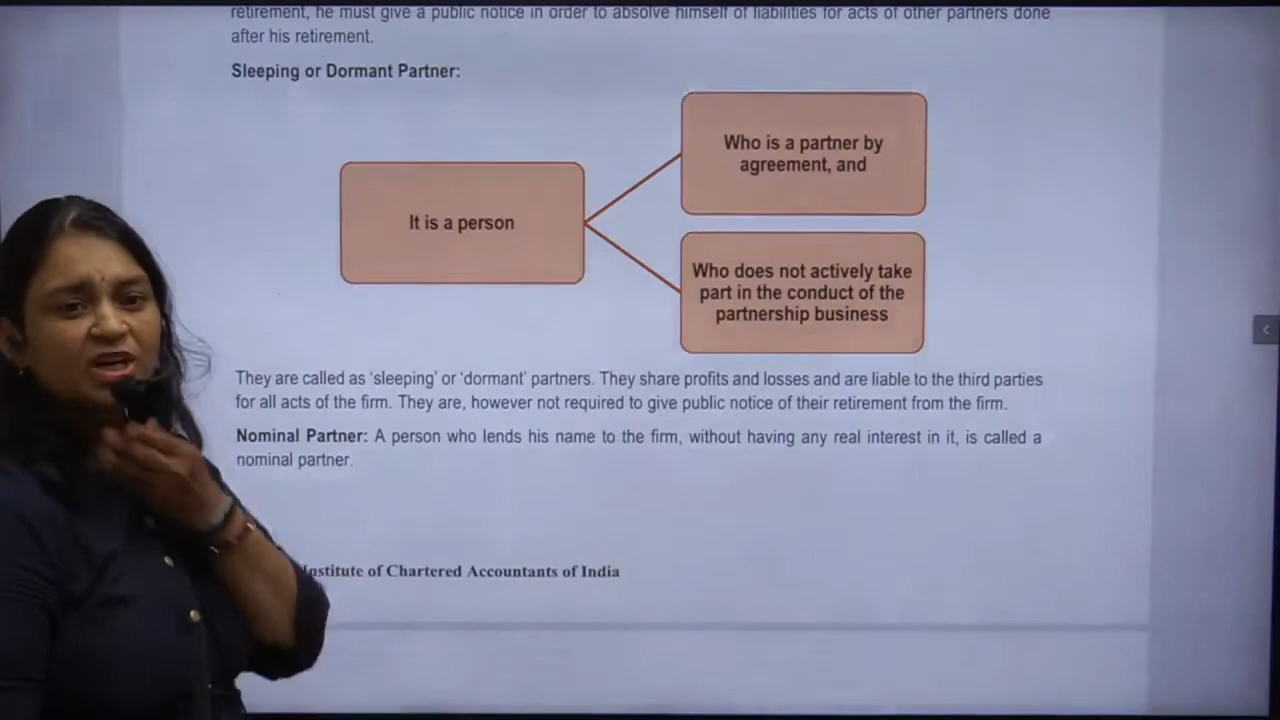 retirement, he must give a public notice in order to absolve himself of liabilities for acts of other partners done
after his retirement.
Sleeping or Dormant Partner:
It is a person
Who is a partner by
agreement, and
Who does not actively take
part in the conduct of the
partnership business
They are called as ‘sleeping’ or ‘dormant’ partners. They share profits and losses and are liable to the third parties
for all acts of the firm. They are, however not required to give public notice of their retirement from the firm.
Nominal Partner: A person who lends his name to the firm, without having any real interest in it, is called a
nominal partner.
Institute of Chartered Accountants of India